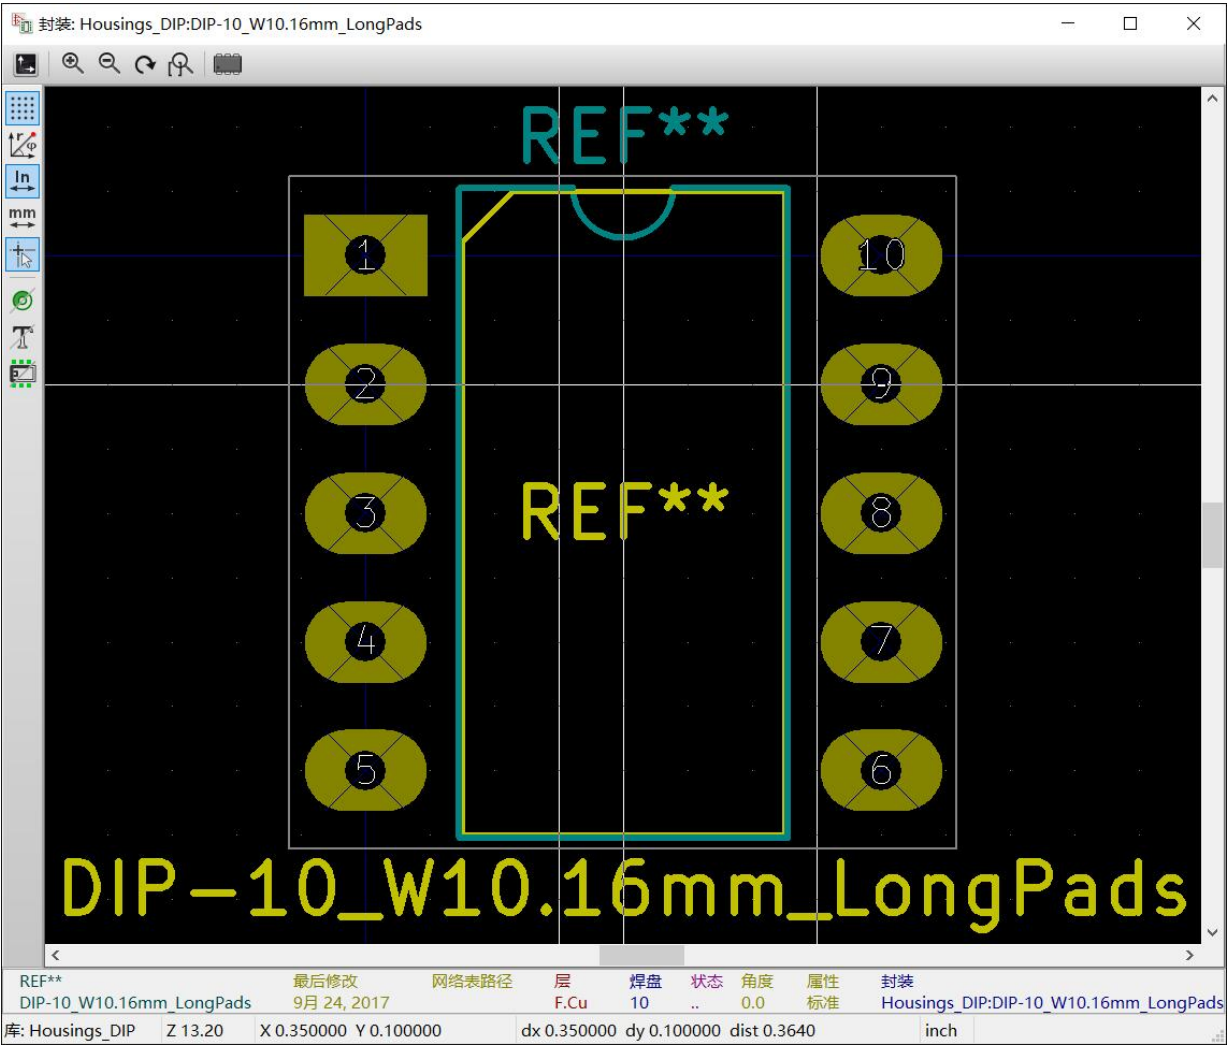 封装: Housings_DIP:DIP-10_W10.16mm_LongPads
REF**
In
mm
1
10
2
9
REF**
3
8
4
7
5
6
DIP-10_W10.16mm_LongPads
REF** 最后修改 网络表路径 层 焊盘 状态 角度 属性 封装
DIP-10_W10.16mm_LongPads 9月 24, 2017 F.Cu 10 .. 0.0 标准 Housings_DIP:DIP-10_W10.16mm_LongPads
库: Housings_DIP Z 13.20 X 0.350000 Y 0.100000 dx 0.350000 dy 0.100000 dist 0.3640 inch